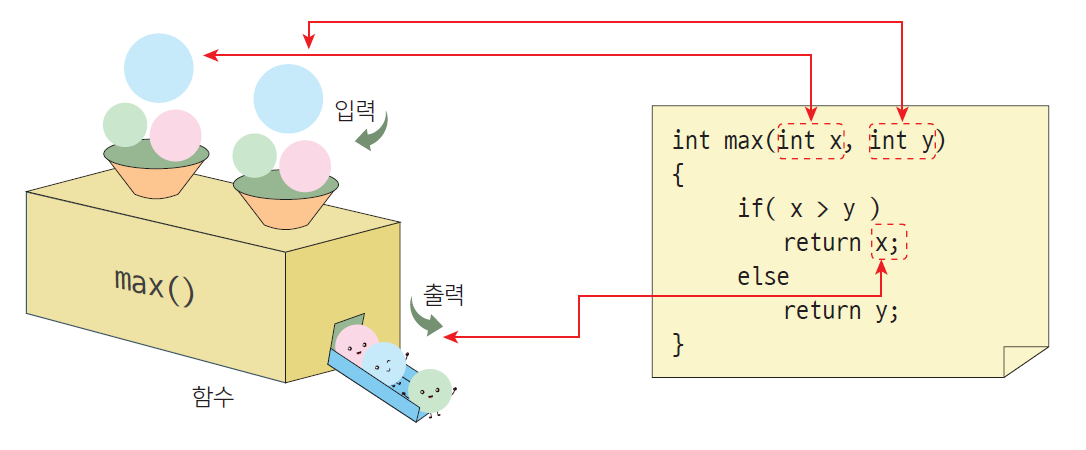 입력
max()
출력
함수
int max(int x, int y)
{
if( x > y )
return x;
else
return y;
}